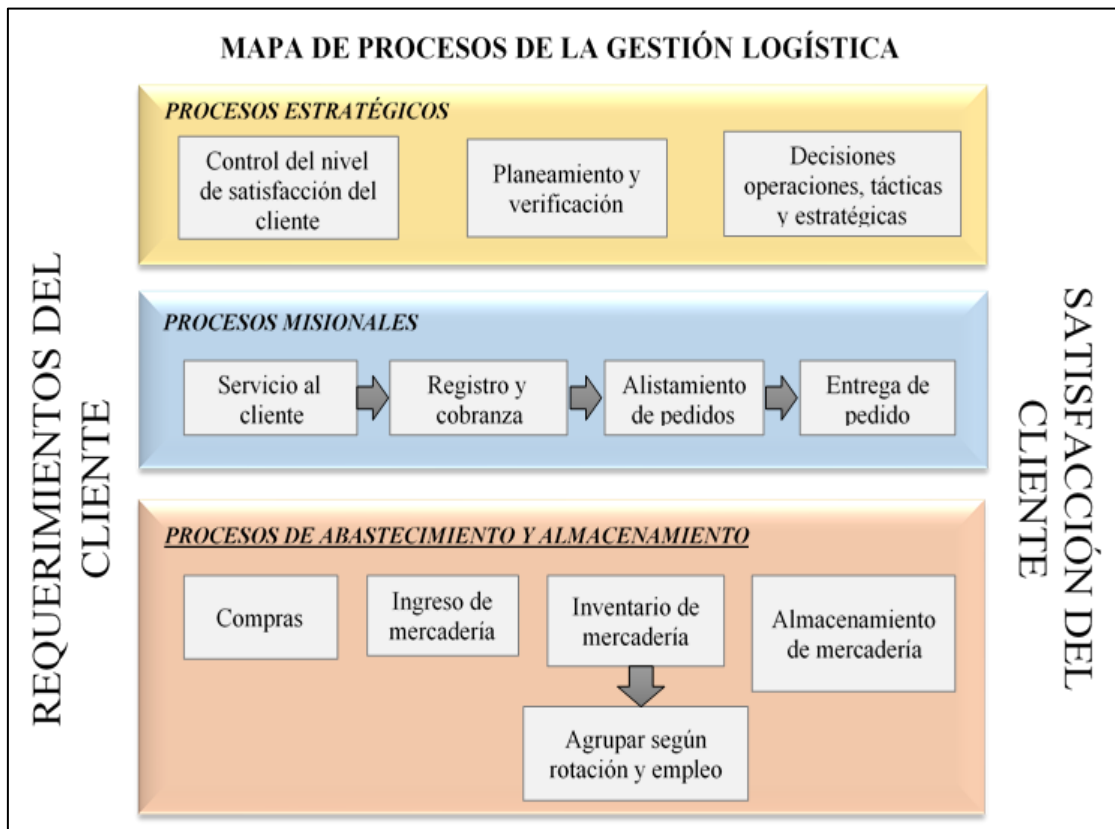 MAPA DE PROCESOS DE LA GESTIÓN LOGÍSTICA
REQUERIMIENTOS DEL
CLIENTE
PROCESOS ESTRATÉGICOS
Control del nivel
de satisfacción del
cliente
Planeamiento y
verificación
Decisiones
operaciones, tácticas
y estratégicas
PROCESOS MISIONALES
Servicio al
cliente
Registro y
cobranza
Alistamiento
de pedidos
Entrega de
pedido
PROCESOS DE ABASTECIMIENTO Y ALMACENAMIENTO
Compras
Ingreso de
mercadería
Inventario de
mercadería
Almacenamiento
de mercadería
Agrupar según
rotación y empleo
SATISFACCIÓN DEL
CLIENTE